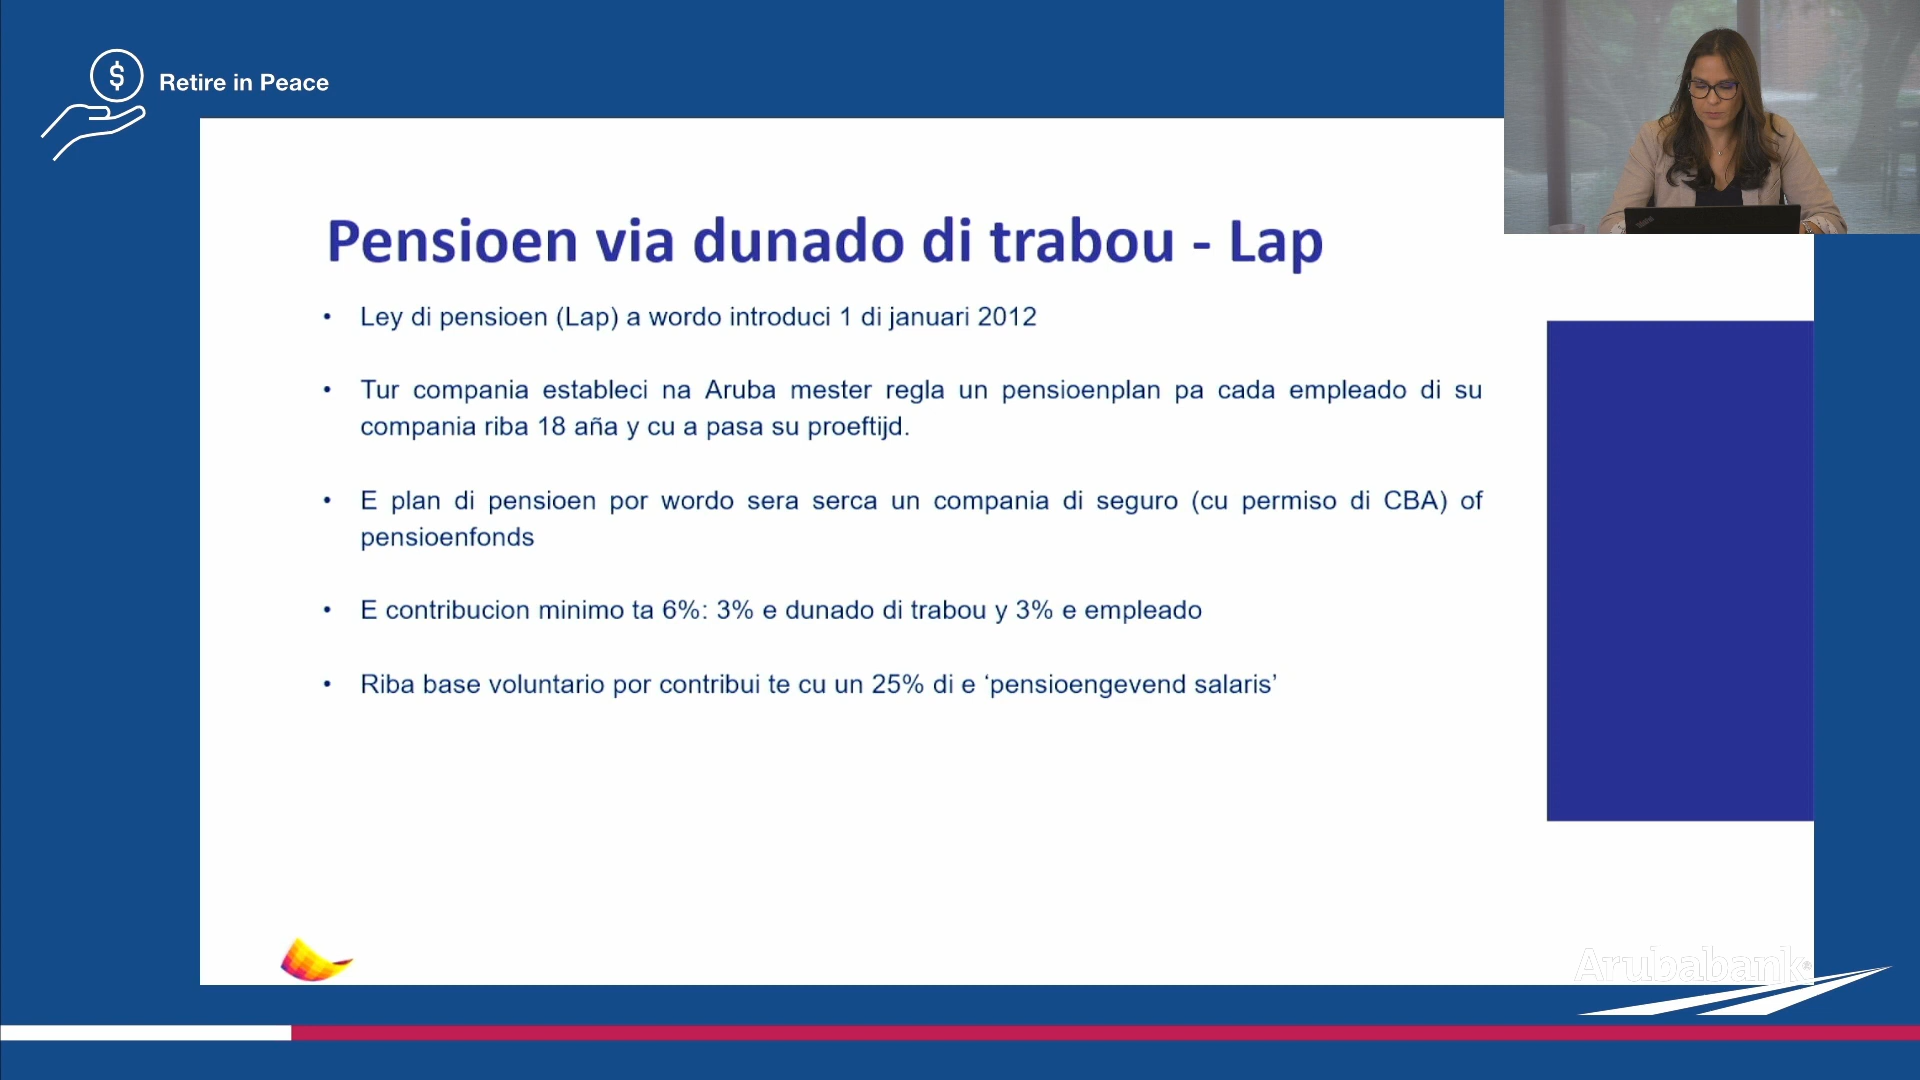 $
Retire in Peace
Pensioen via dunado di trabou - Lap
• Ley di pensioen (Lap) a wordo introduci 1 di januari 2012
• Tur compania estableci na Aruba mester regla un pensioenplan pa cada empleado di su
compania riba 18 aña y cu a pasa su proeftijd.
• E plan di pensioen por wordo sera serca un compania di seguro (cu permiso di CBA) of
pensioenfonds
• E contribucion minimo ta 6%: 3% e dunado di trabou y 3% e empleado
• Riba base voluntario por contribui te cu un 25% di e ‘pensioengevend salaris’
Arubabank®